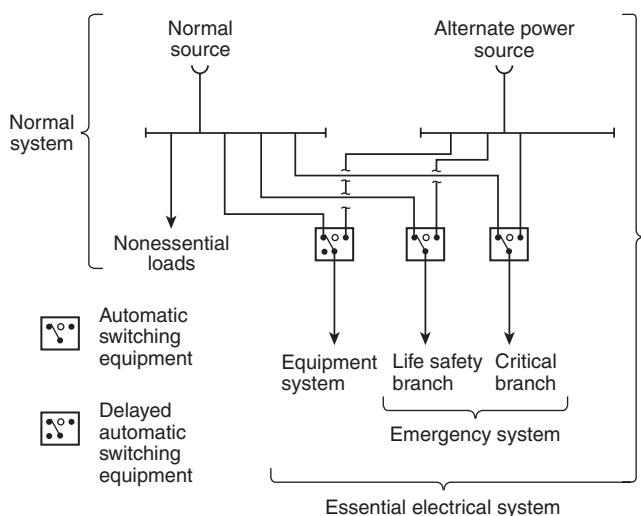 Normal
source
Alternate power
source
Normal
system
Nonessential
loads
Automatic
switching
equipment
Delayed
automatic
switching
equipment
Equipment
system
Life safety
branch
Critical
branch
Emergency system
Essential electrical system